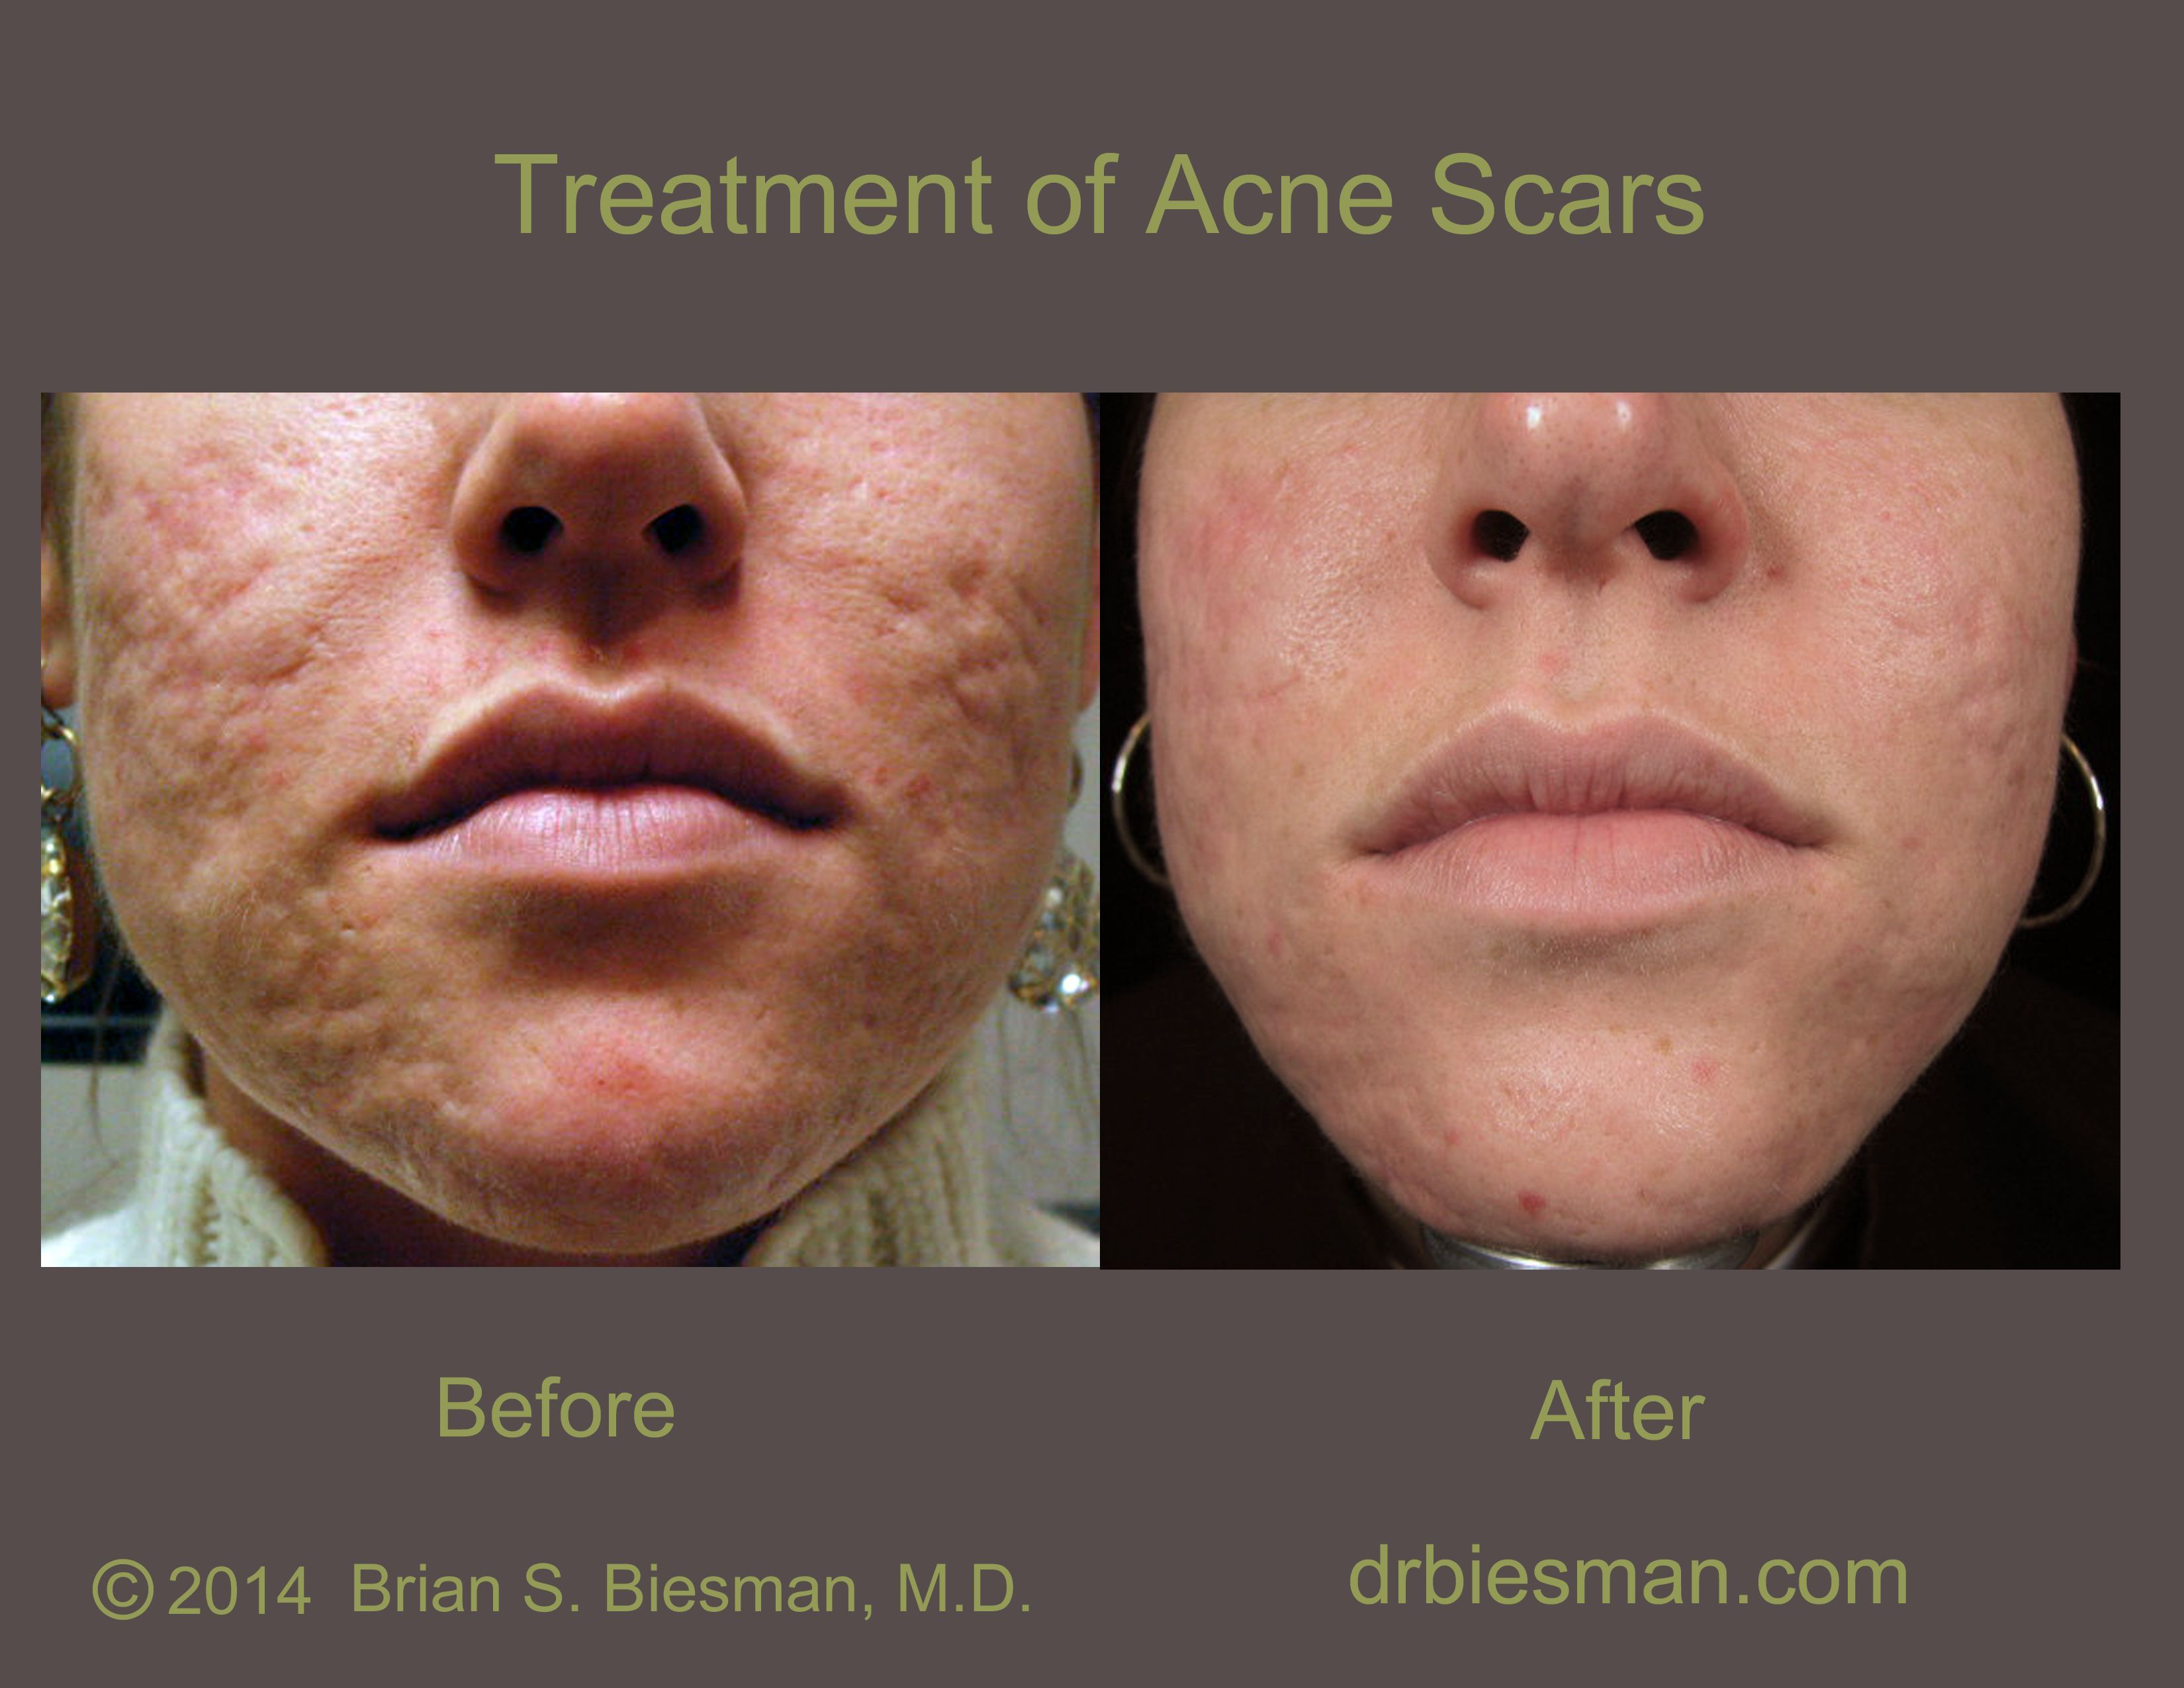 Treatment of Acne Scars
Before
After
©2014 Brian S. Biesman, M.D.
drbiesman.com